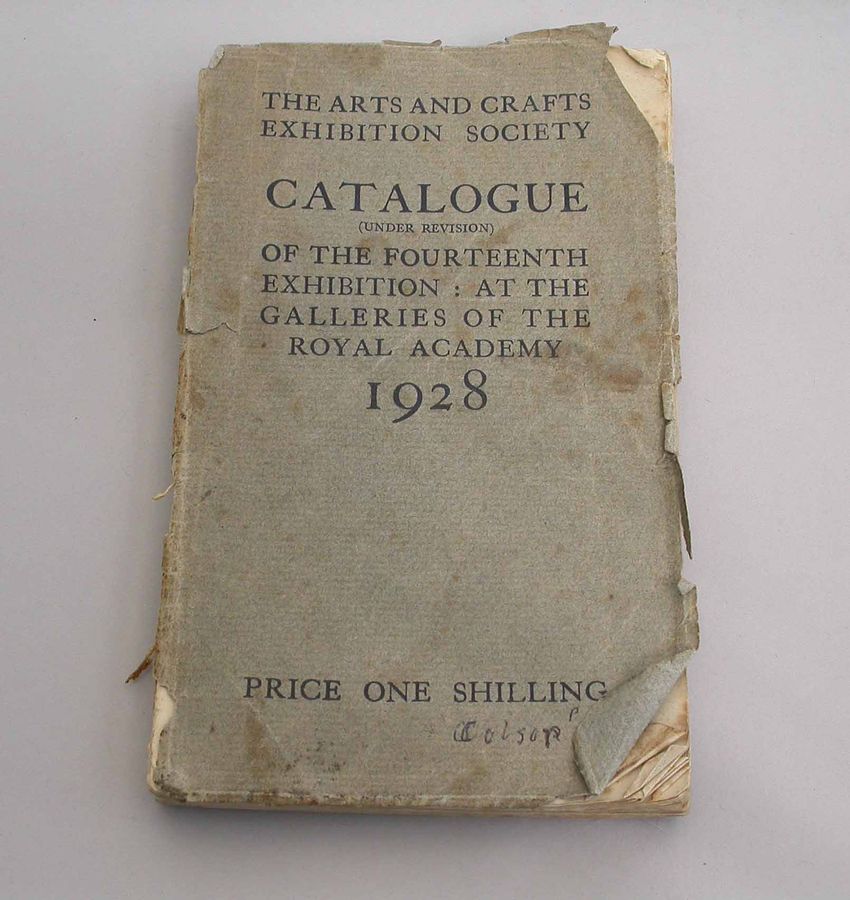 THE ARTS AND CRAFTS
EXHIBITION SOCIETY
CATALOGUE
(UNDER REVISION)
OF THE FOURTEENTH
EXHIBITION : AT THE
GALLERIES OF THE
ROYAL ACADEMY
1928
PRICE ONE SHILLING